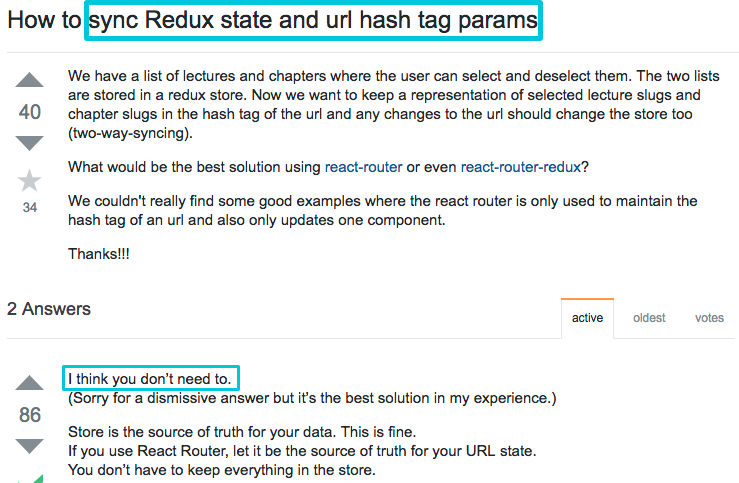 How to sync Redux state and url hash tag params
We have a list of lectures and chapters where the user can select and deselect them. The two lists
are stored in a redux store. Now we want to keep a representation of selected lecture slugs and
chapter slugs in the hash tag of the url and any changes to the url should change the store too
(two-way-syncing).
40
What would be the best solution using react-router or even react-router-redux?
34
We couldn't really find some good examples where the react router is only used to maintain the
hash tag of an url and also only updates one component.
Thanks!!!
2 Answers
active oldest votes
I think you don't need to.
(Sorry for a dismissive answer but it's the best solution in my experience.)
86
Store is the source of truth for your data. This is fine.
If you use React Router, let it be the source of truth for your URL state.
You don't have to keep everything in the store.